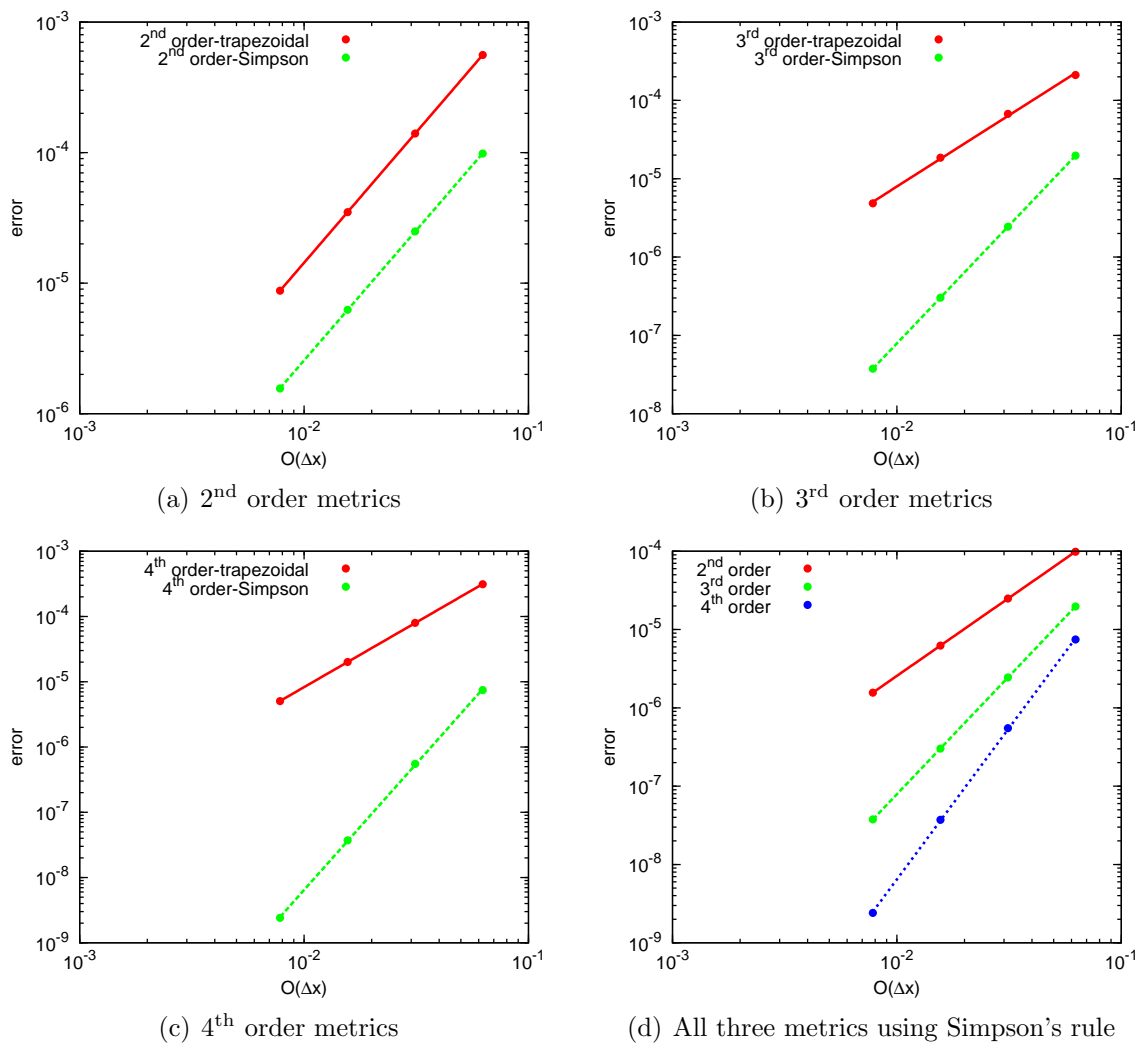 10^-3
10^-4
10^-5
10^-6
error
2^nd order-trapezoidal
2^nd order-Simpson
10^-3
10^-2
10^-1
O(Δx)
(a) 2^nd order metrics
10^-3
10^-4
10^-5
10^-6
10^-7
10^-8
error
3^rd order-trapezoidal
3^rd order-Simpson
10^-3
10^-2
10^-1
O(Δx)
(b) 3^rd order metrics
10^-3
10^-4
10^-5
10^-6
10^-7
10^-8
10^-9
error
4^th order-trapezoidal
4^th order-Simpson
10^-3
10^-2
10^-1
O(Δx)
(c) 4^th order metrics
10^-4
10^-5
10^-6
10^-7
10^-8
10^-9
error
2^nd order
3^rd order
4^th order
10^-3
10^-2
10^-1
O(Δx)
(d) All three metrics using Simpson's rule